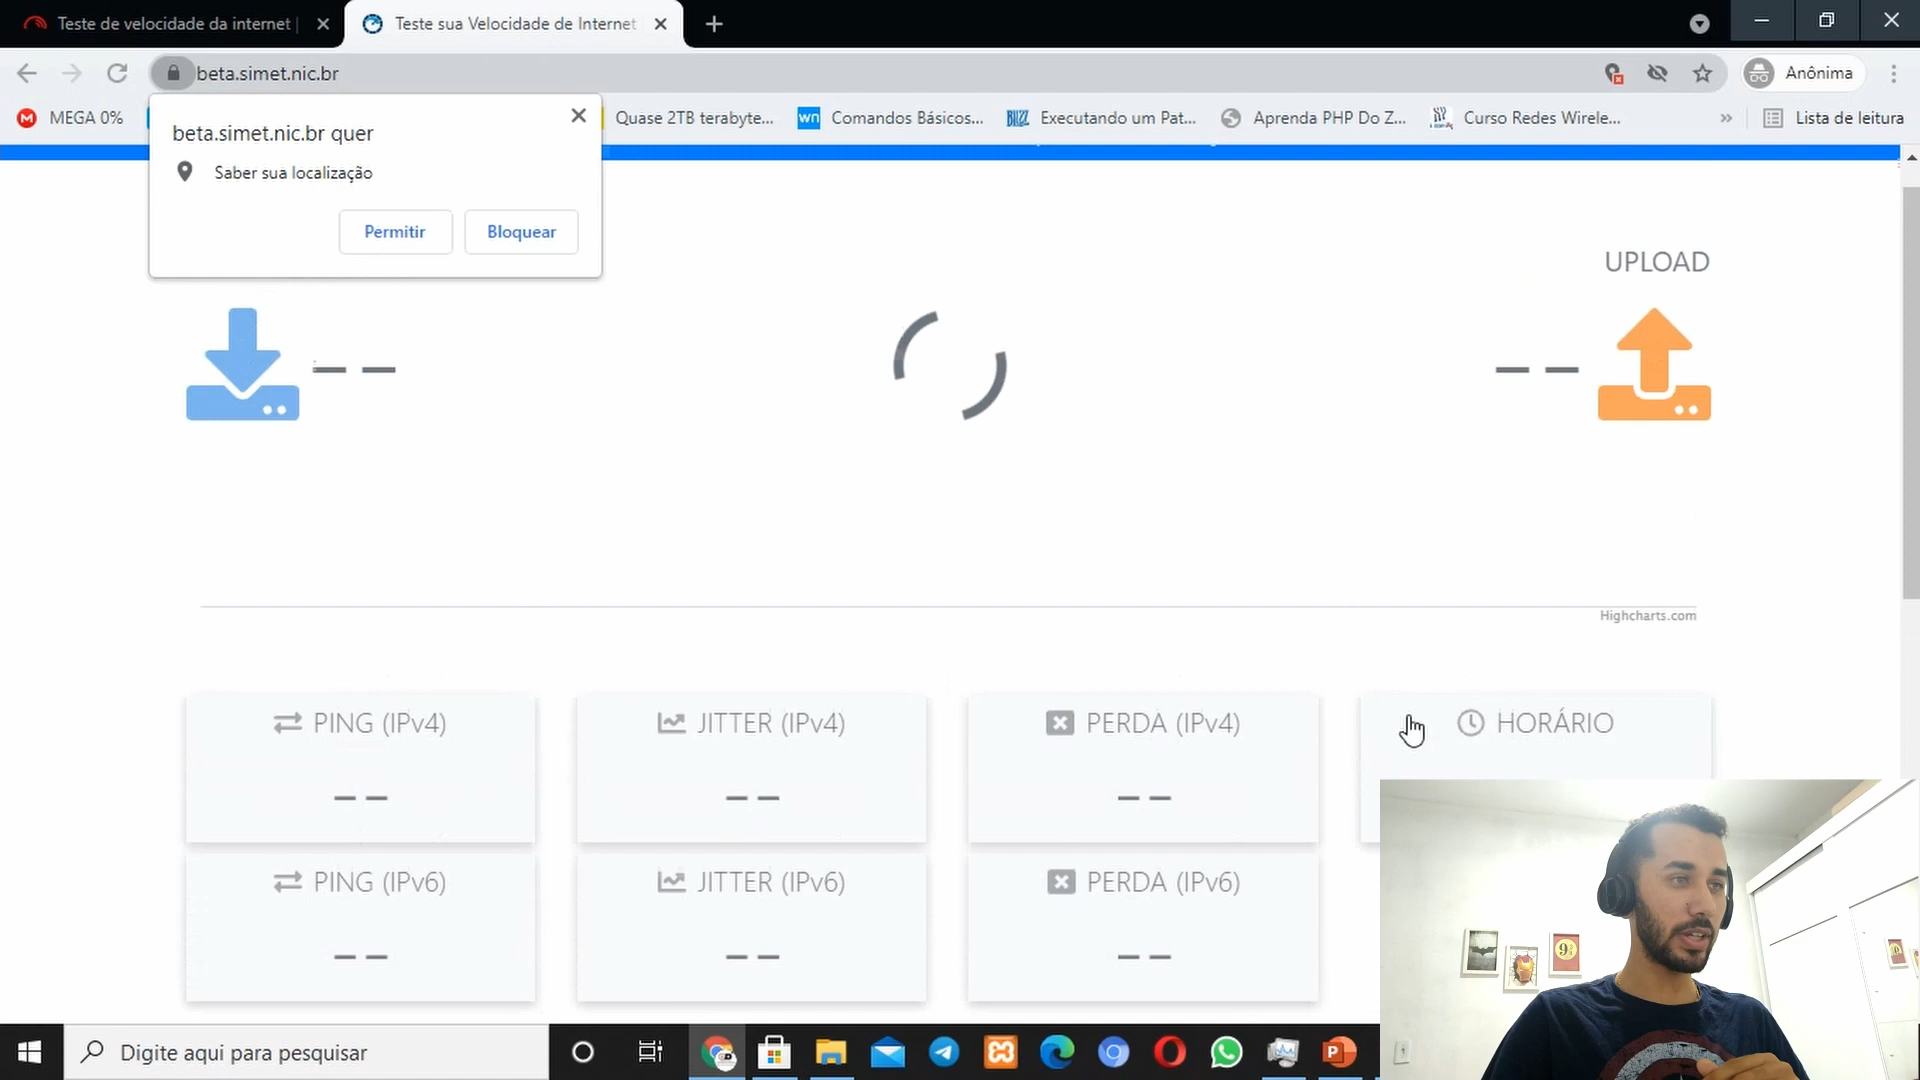 Teste de velocidade da internet |
Teste sua Velocidade de Internet
beta.simet.nic.br
Anônima
MEGA 0%
Quase 2TB terabyte...
wn
Comandos Básicos...
Executando um Pat...
Aprenda PHP Do Z...
Curso Redes Wirele...
»
Lista de leitura
beta.simet.nic.br quer
Saber sua localização
Permitir
Bloquear
UPLOAD
— —
— —
Highcharts.com
PING (IPv4)
JITTER (IPv4)
PERDA (IPv4)
HORÁRIO
— —
— —
— —
PING (IPv6)
JITTER (IPv6)
PERDA (IPv6)
— —
— —
— —
Digite aqui para pesquisar